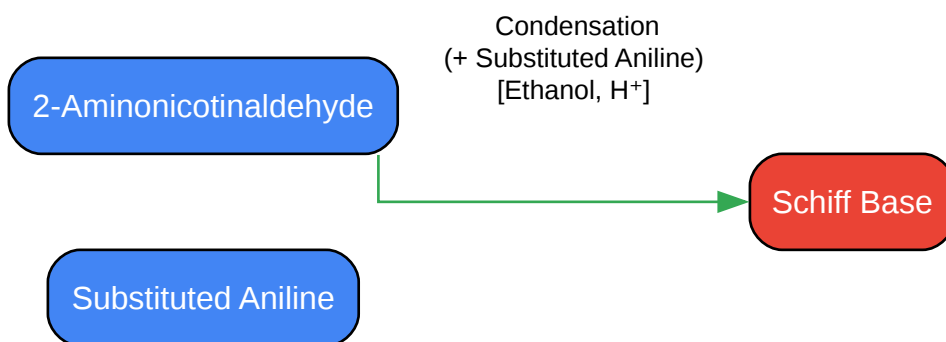 Condensation
(+ Substituted Aniline)
[Ethanol, H⁺]
2-Aminonicotinaldehyde
Schiff Base
Substituted Aniline